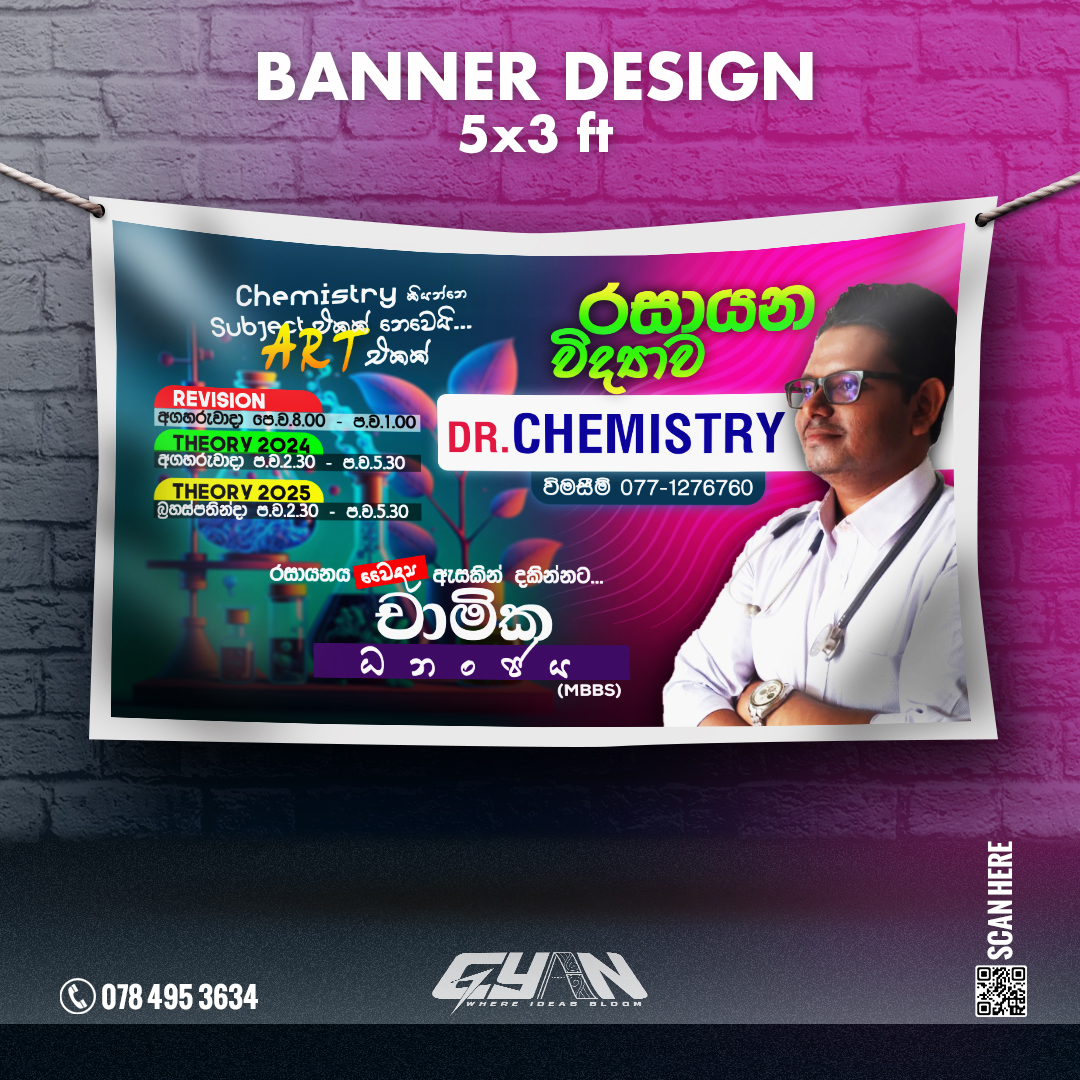 BANNER DESIGN
5x3 ft
Chemistry කියන්නෙ
Subject එකක් නෙවෙයි...
ART එකක්
REVISION
අඟහරුවාදා පෙ.ව.8.00 - ප.ව.1.00
THEORY 2024
අඟහරුවාදා ප.ව.2.30 - ප.ව.5.30
THEORY 2025
බ්‍රහස්පතින්දා ප.ව.2.30 - ප.ව.5.30
රසායන
විද්‍යාව
DR.CHEMISTRY
විමසීම් 077-1276760
රසායනය වෛද්‍ය ඇසකින් දකින්නට...
චාමික
ධනංජය
(MBBS)
SCAN HERE
078 495 3634
GYAN
WHERE IDEAS BLOOM